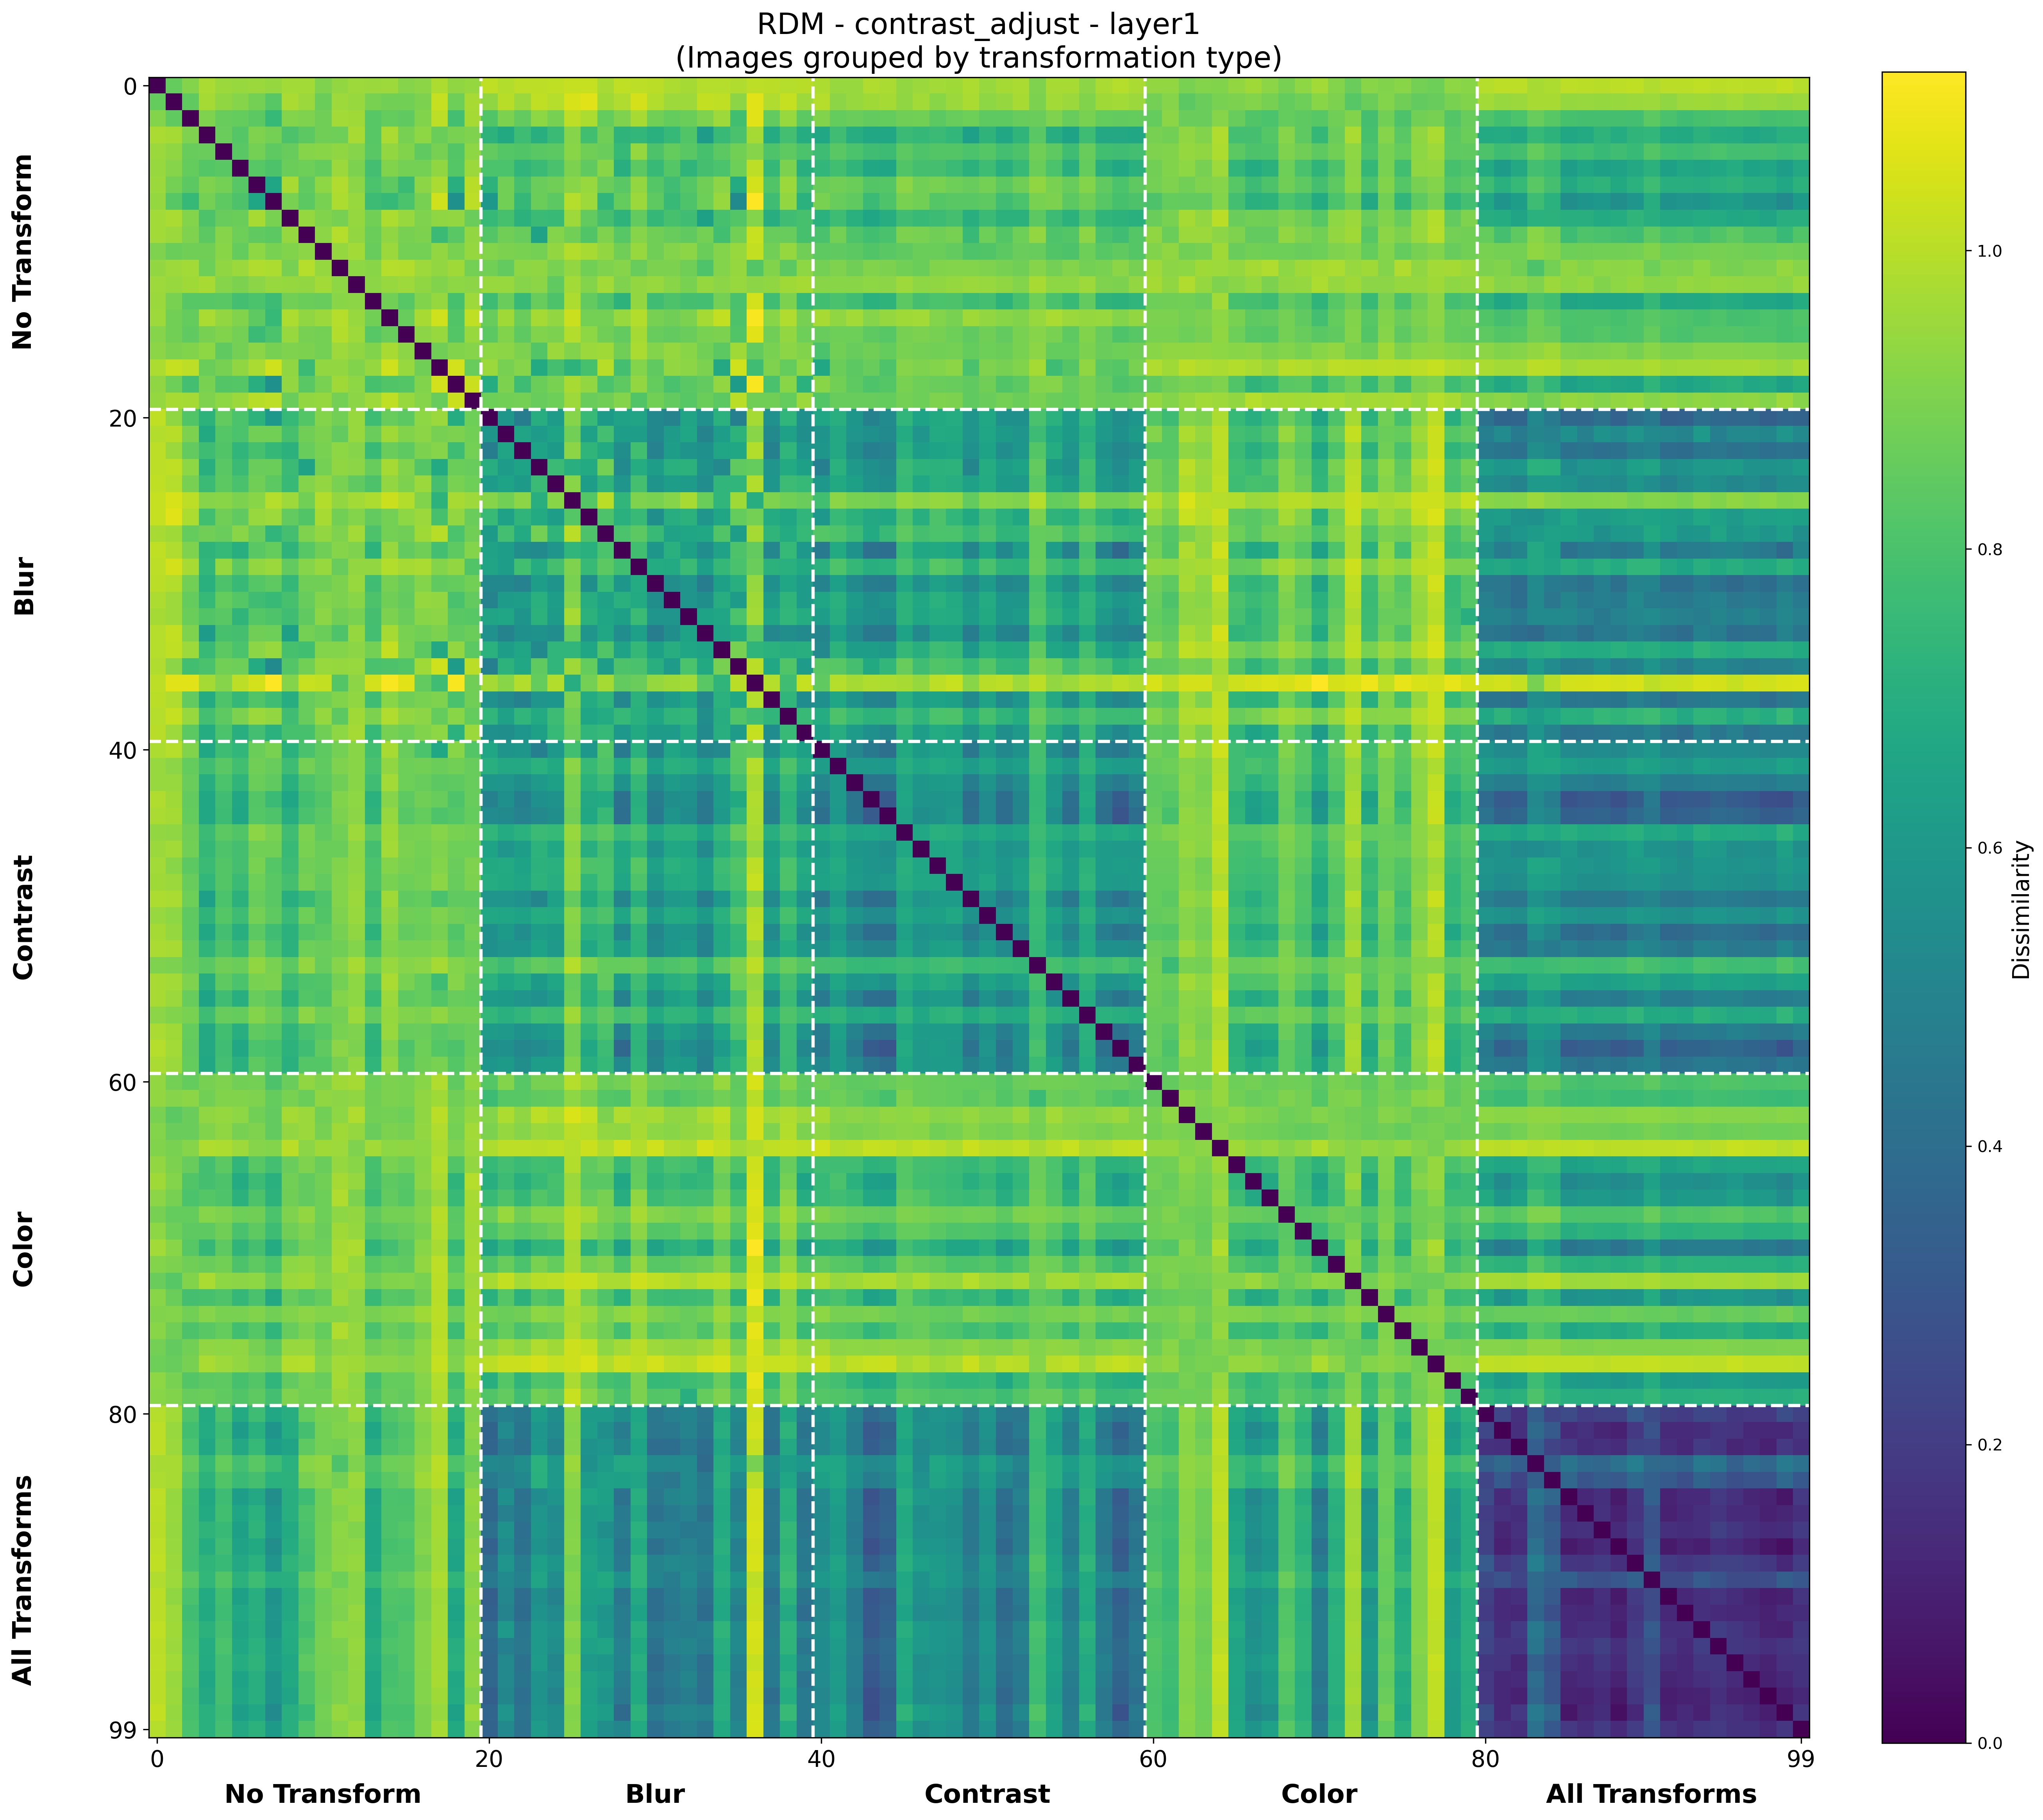 RDM - contrast_adjust - layer1
(Images grouped by transformation type)
0
20
40
60
80
99
No Transform
Blur
Contrast
Color
All Transforms
0
20
40
60
80
99
No Transform
Blur
Contrast
Color
All Transforms
1.0
0.8
0.6
0.4
0.2
0.0
Dissimilarity